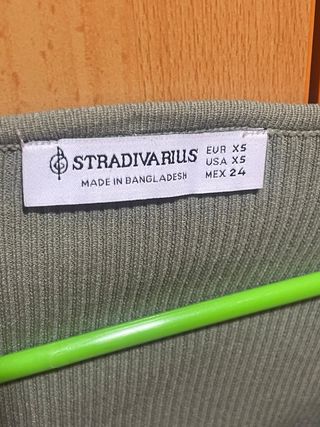 STRADIVARIUS
MADE IN BANGLADESH
EUR XS
USA XS
MEX 24